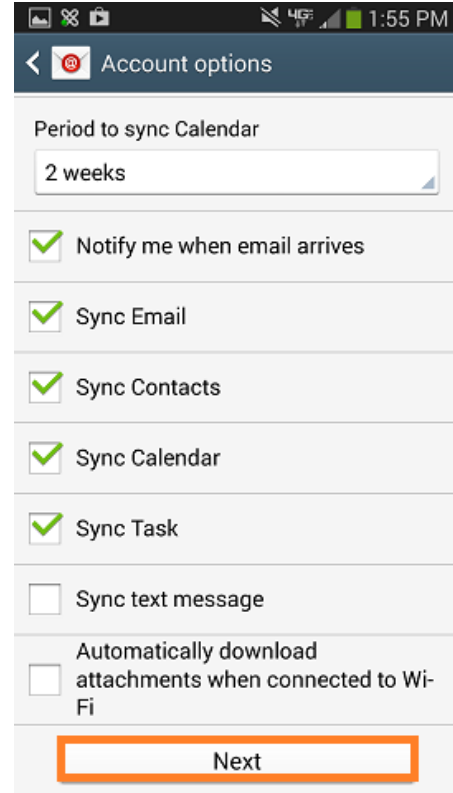 4G 1:55 PM
Account options
Period to sync Calendar
2 weeks
Notify me when email arrives
Sync Email
Sync Contacts
Sync Calendar
Sync Task
Sync text message
Automatically download
attachments when connected to Wi-
Fi
Next